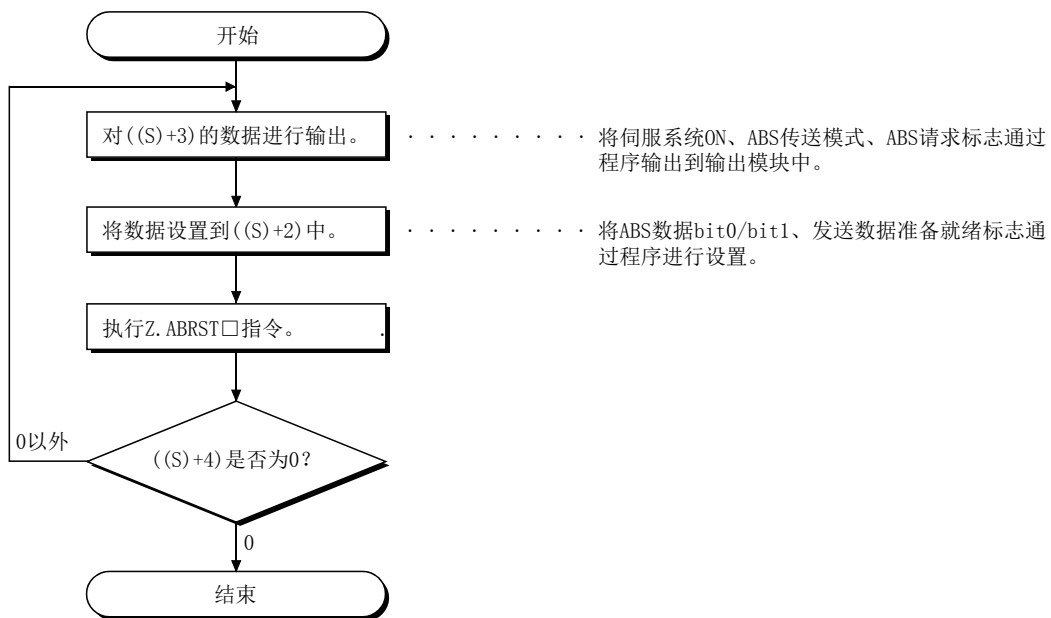 开始
对((S)+3)的数据进行输出。 · · · · · · · · · 将伺服系统ON、ABS传送模式、ABS请求标志通过
程序输出到输出模块中。
将数据设置到((S)+2)中。 · · · · · · · · · 将ABS数据bit0/bit1、发送数据准备就绪标志通
过程序进行设置。
执行Z.ABRST□指令。 .
0以外
((S)+4)是否为0?
0
结束